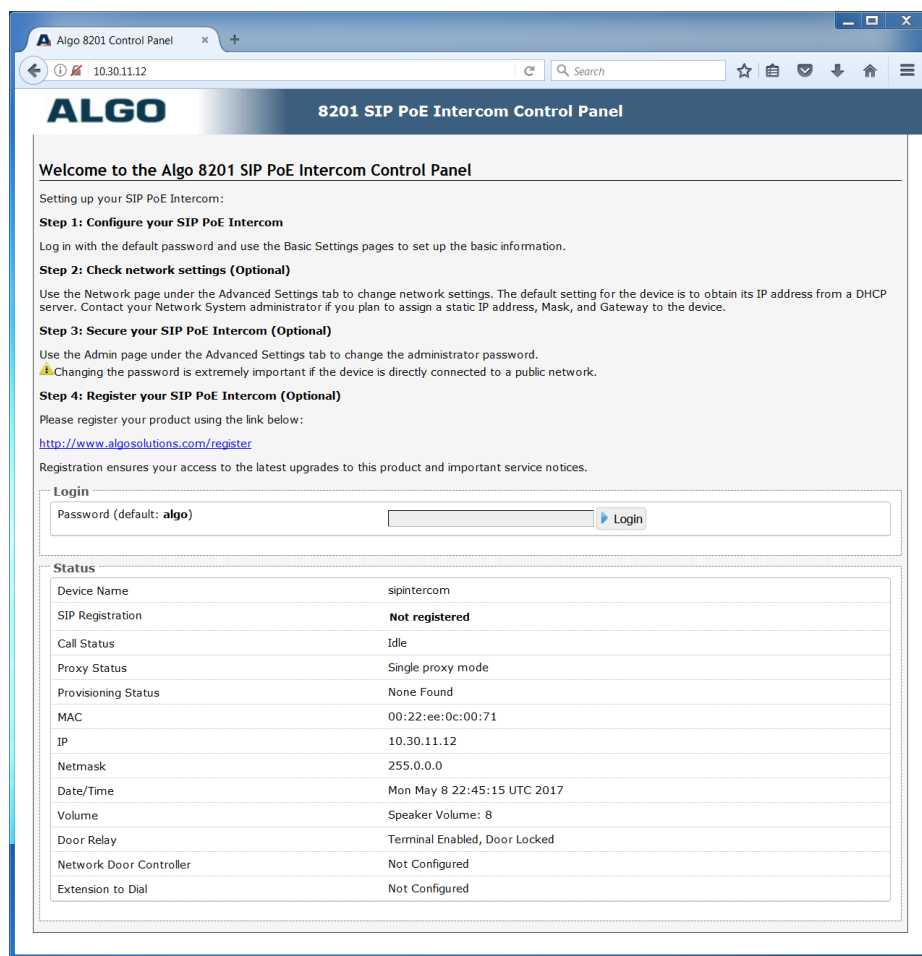 Algo 8201 Control Panel
10.30.11.12
Search
ALGO
8201 SIP PoE Intercom Control Panel
Welcome to the Algo 8201 SIP PoE Intercom Control Panel
Setting up your SIP PoE Intercom:
Step 1: Configure your SIP PoE Intercom
Log in with the default password and use the Basic Settings pages to set up the basic information.
Step 2: Check network settings (Optional)
Use the Network page under the Advanced Settings tab to change network settings. The default setting for the device is to obtain its IP address from a DHCP
server. Contact your Network System administrator if you plan to assign a static IP address, Mask, and Gateway to the device.
Step 3: Secure your SIP PoE Intercom (Optional)
Use the Admin page under the Advanced Settings tab to change the administrator password.
Changing the password is extremely important if the device is directly connected to a public network.
Step 4: Register your SIP PoE Intercom (Optional)
Please register your product using the link below:
http://www.algosolutions.com/register
Registration ensures your access to the latest upgrades to this product and important service notices.
Login
Password (default: algo)
Login
Status
Device Name sipintercom
SIP Registration Not registered
Call Status Idle
Proxy Status Single proxy mode
Provisioning Status None Found
MAC 00:22:ee:0c:00:71
IP 10.30.11.12
Netmask 255.0.0.0
Date/Time Mon May 8 22:45:15 UTC 2017
Volume Speaker Volume: 8
Door Relay Terminal Enabled, Door Locked
Network Door Controller Not Configured
Extension to Dial Not Configured